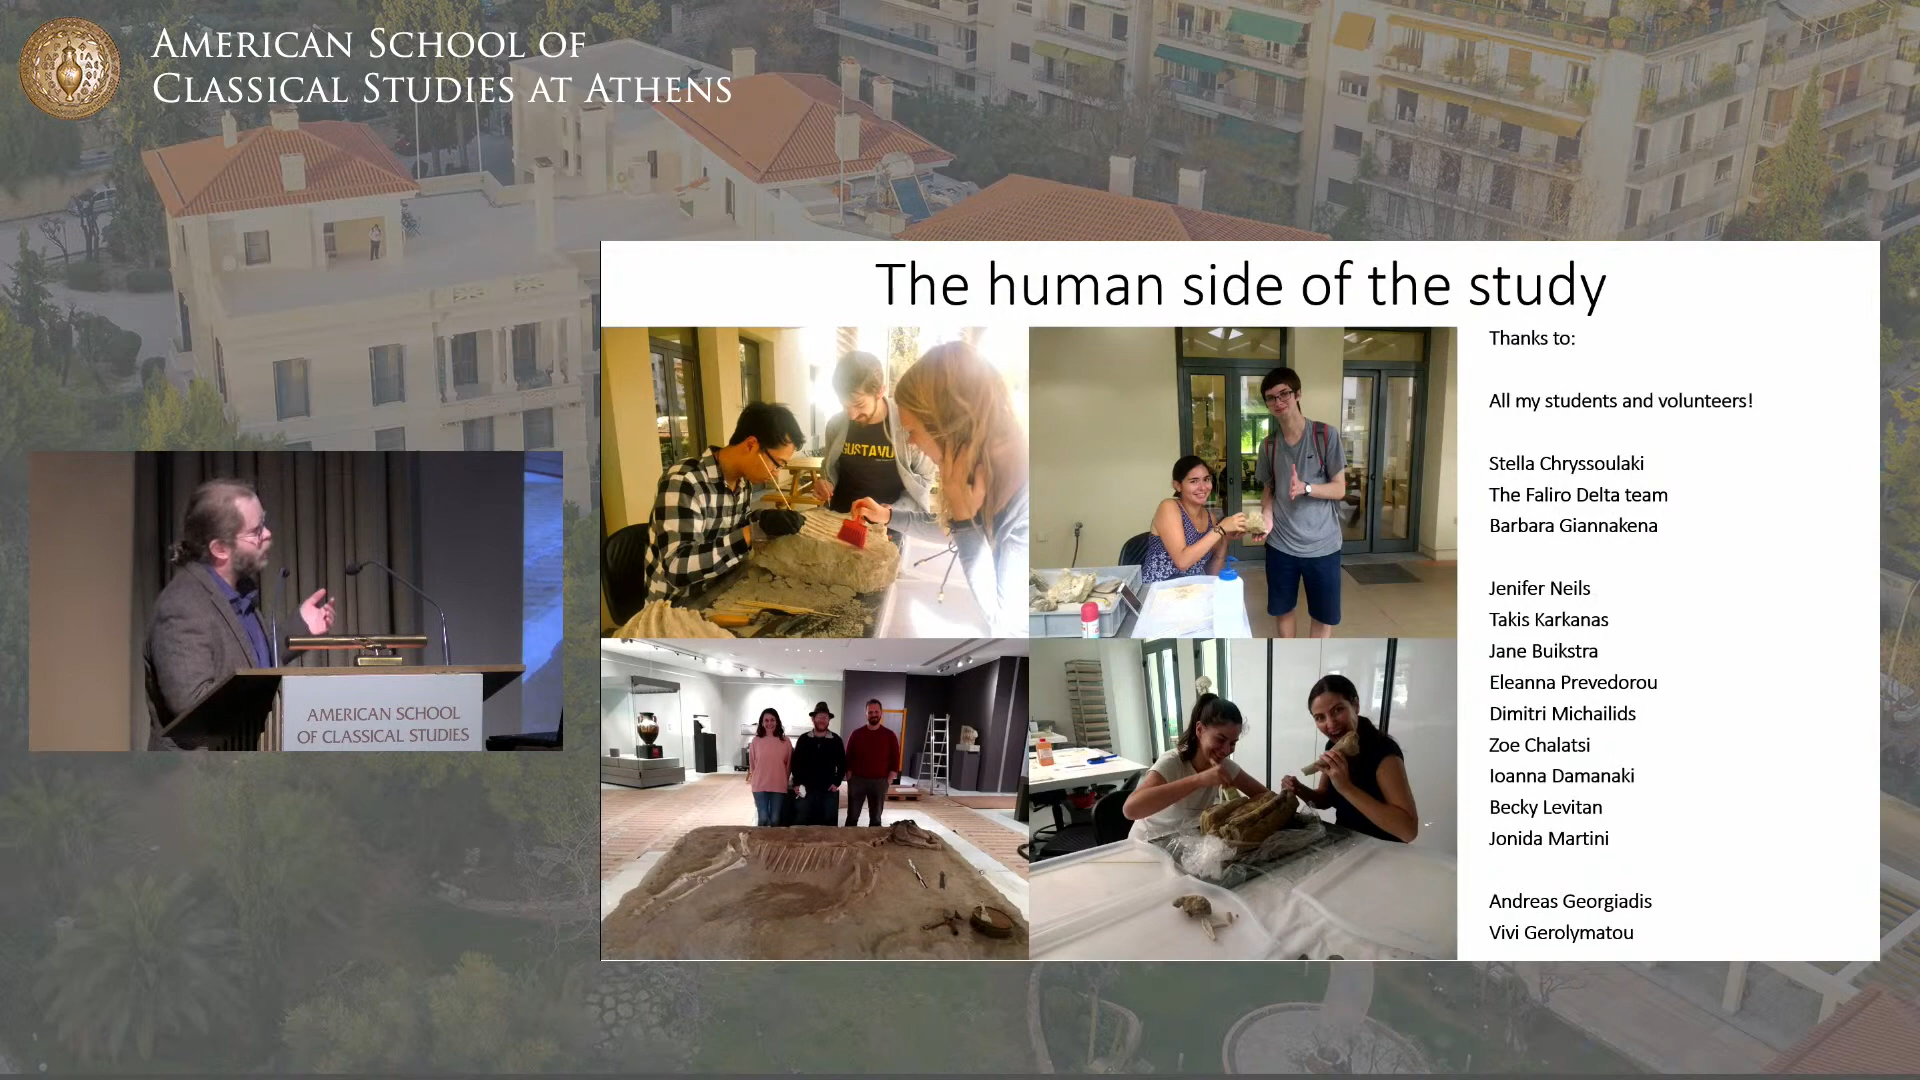 AMERICAN SCHOOL OF
CLASSICAL STUDIES AT ATHENS
The human side of the study
Thanks to:
All my students and volunteers!
Stella Chryssoulaki
The Faliro Delta team
Barbara Giannakena
Jenifer Neils
Takis Karkanas
Jane Buikstra
Eleanna Prevedorou
Dimitri Michailids
Zoe Chalatsi
Ioanna Damanaki
Becky Levitan
Jonida Martini
Andreas Georgiadis
Vivi Gerolymatou
GUSTAVU
AMERICAN SCHOOL
OF CLASSICAL STUDIES